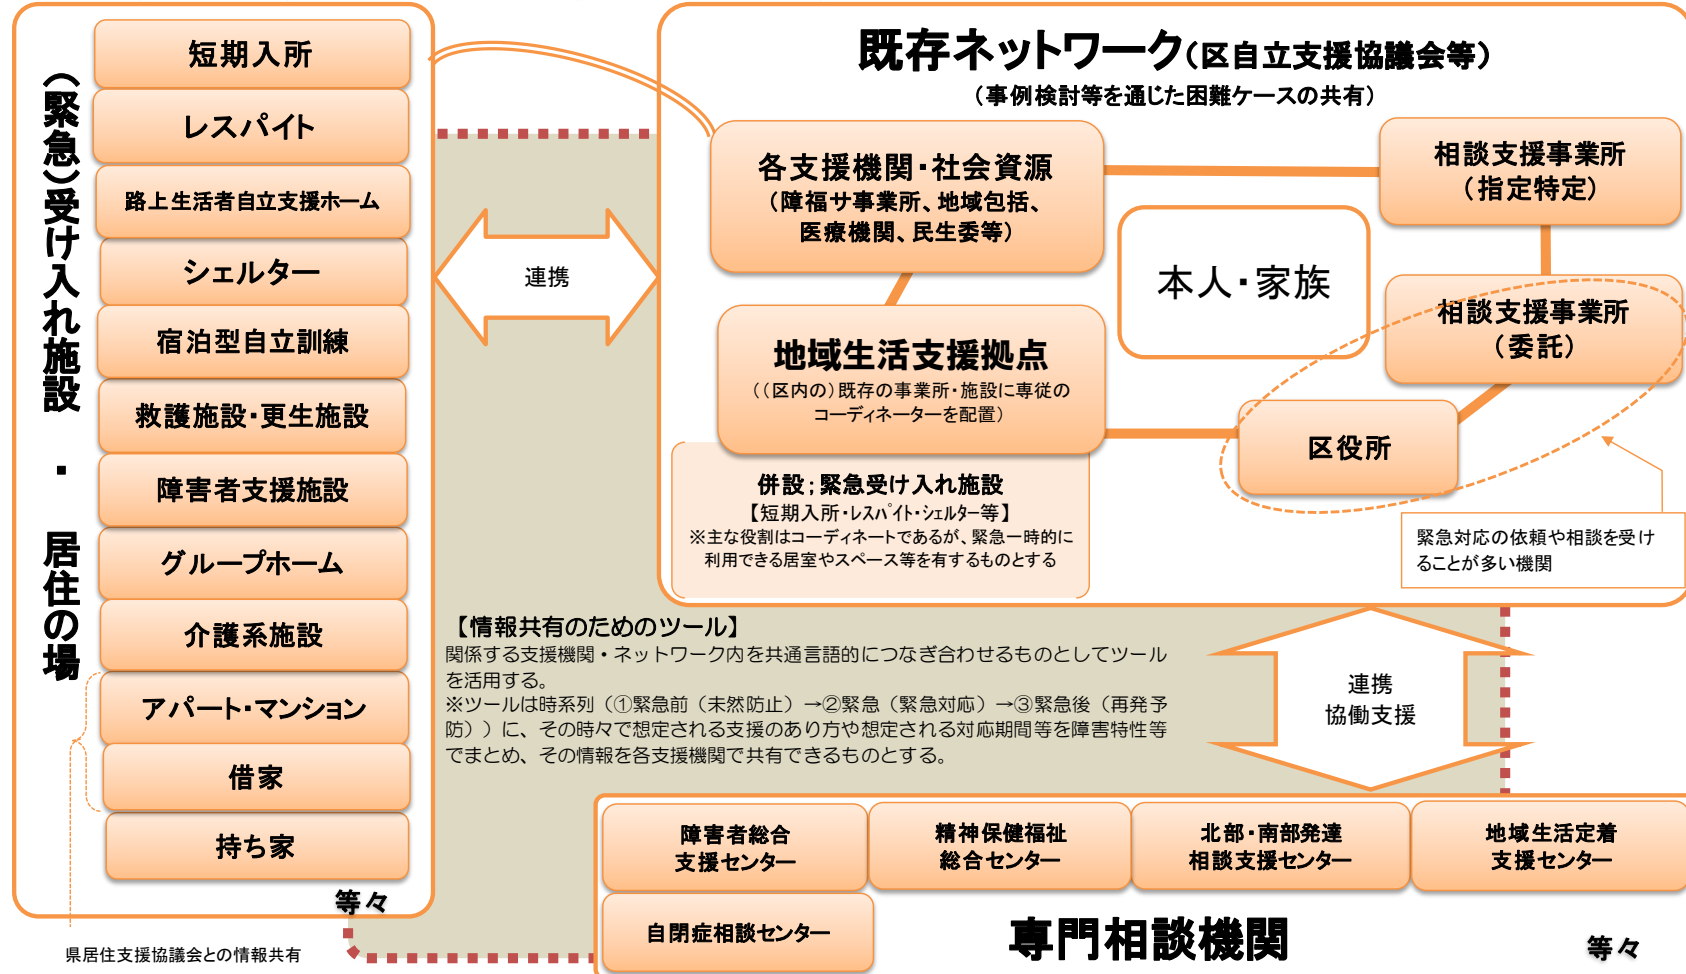 （緊急）受け入れ施設 ・ 居住の場
短期入所
レスパイト
路上生活者自立支援ホーム
シェルター
宿泊型自立訓練
救護施設・更生施設
障害者支援施設
グループホーム
介護系施設
アパート・マンション
借家
持ち家
等々
県居住支援協議会との情報共有
連携
既存ネットワーク（区自立支援協議会等）
（事例検討等を通じた困難ケースの共有）
各支援機関・社会資源
（障福サ事業所、地域包括、
医療機関、民生委等）
相談支援事業所
（指定特定）
本人・家族
相談支援事業所
（委託）
地域生活支援拠点
（（区内の）既存の事業所・施設に専従の
コーディネーターを配置）
区役所
併設；緊急受け入れ施設
【短期入所・レスパイト・シェルター等】
※主な役割はコーディネートであるが、緊急一時的に
利用できる居室やスペース等を有するものとする
緊急対応の依頼や相談を受け
ることが多い機関
【情報共有のためのツール】
関係する支援機関・ネットワーク内を共通言語的につなぎ合わせるものとしてツール
を活用する。
※ツールは時系列（①緊急前（未然防止）→②緊急（緊急対応）→③緊急後（再発予
防））に、その時々で想定される支援のあり方や想定される対応期間等を障害特性等
でまとめ、その情報を各支援機関で共有できるものとする。
連携
協働支援
障害者総合
支援センター
精神保健福祉
総合センター
北部・南部発達
相談支援センター
地域生活定着
支援センター
自閉症相談センター
専門相談機関
等々